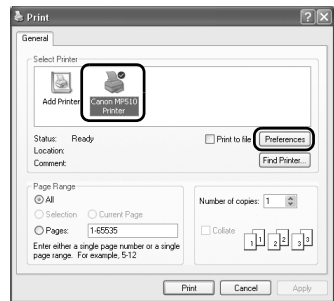 Print
General
Select Printer
Add Printer
Canon MP510
Printer
Status: Ready
Location:
Comment:
Print to file
Preferences
Find Printer...
Page Range
All
Selection
Current Page
Pages: 1-65535
Enter either a single page number or a single
page range. For example, 5-12
Number of copies: 1
Collate
1 1 2 2 3 3
Print
Cancel
Apply